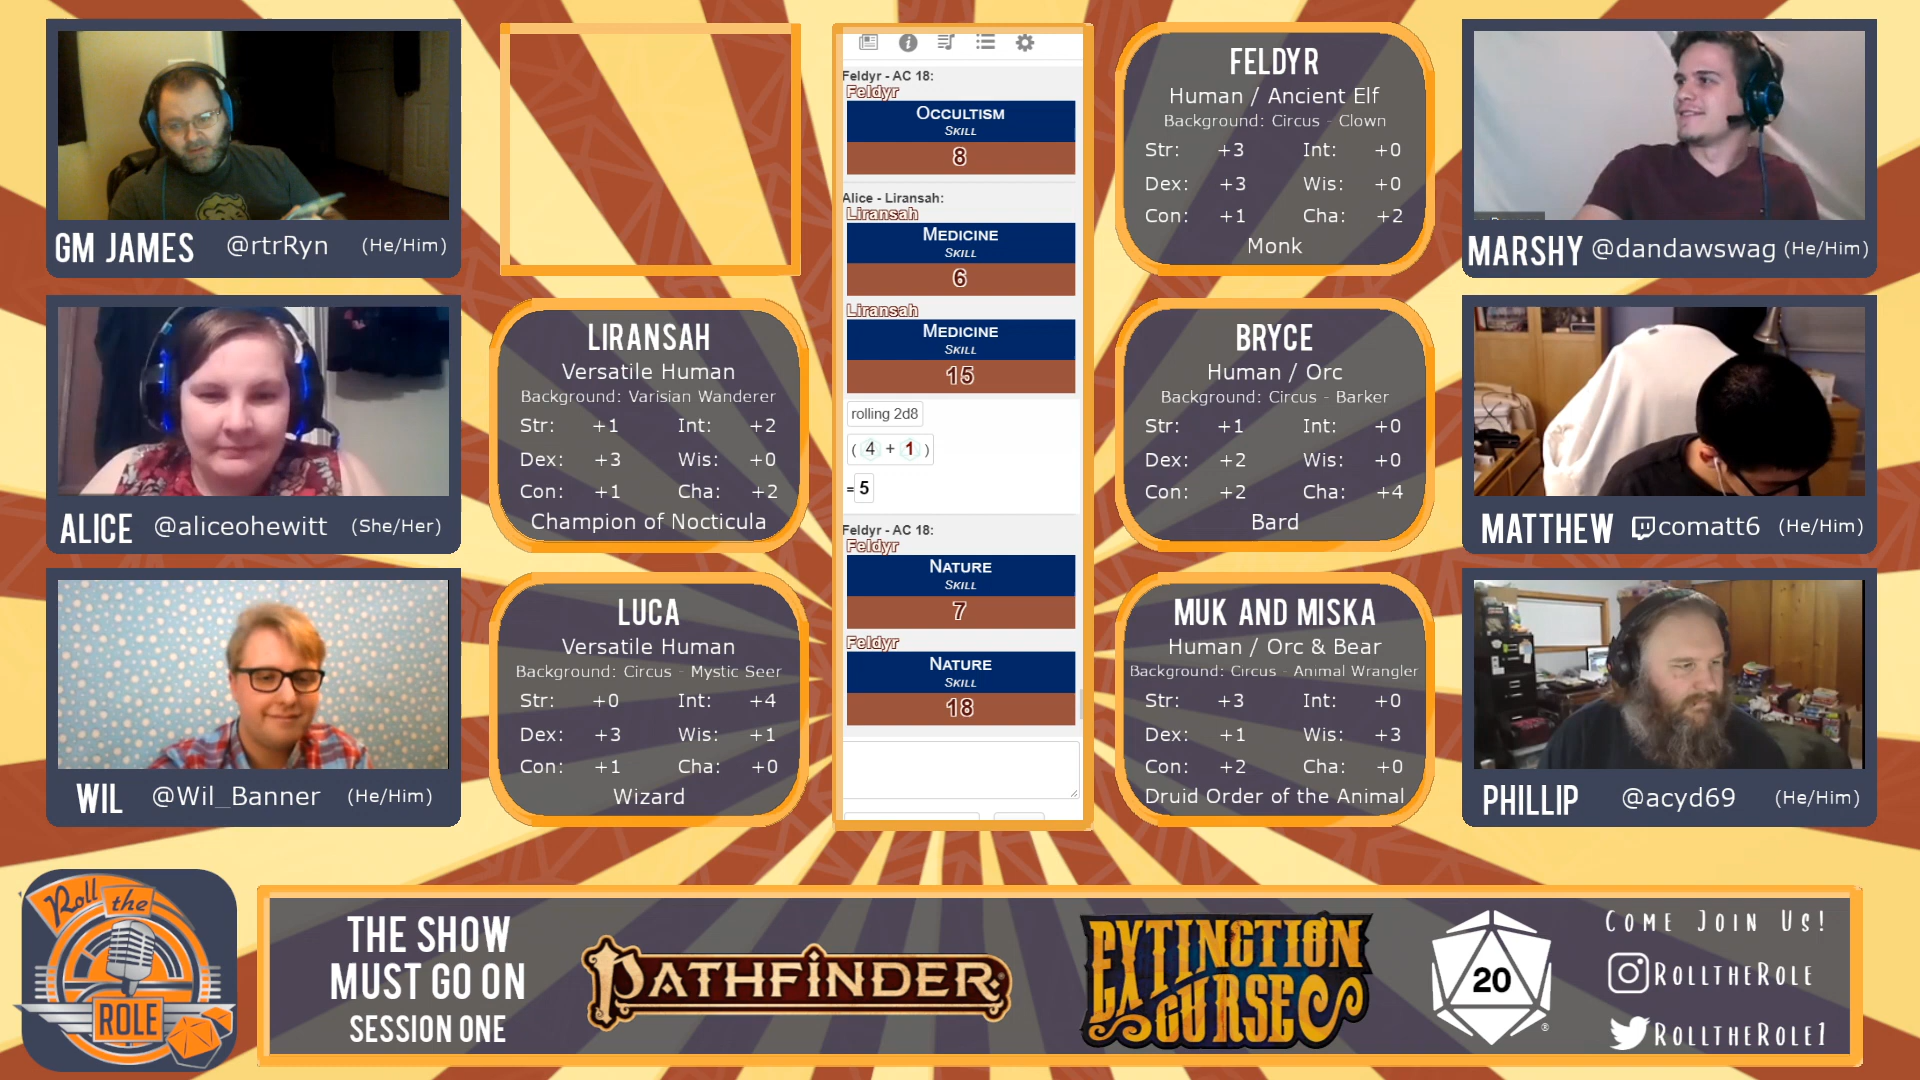 GM JAMES @rtrRyn (He/Him)
ALICE @aliceohewitt (She/Her)
WIL @Wil_Banner (He/Him)
LIRANSAH
Versatile Human
Background: Varisian Wanderer
Str: +1 Int: +2
Dex: +3 Wis: +0
Con: +1 Cha: +2
Champion of Nocticula
LUCA
Versatile Human
Background: Circus - Mystic Seer
Str: +0 Int: +4
Dex: +3 Wis: +1
Con: +1 Cha: +0
Wizard
Feldyr - AC 18:
Feldyr
OCCULTISM
SKILL
8
Alice - Liransah:
Liransah
MEDICINE
SKILL
6
Liransah
MEDICINE
SKILL
15
rolling 2d8
( 4 + 1 )
=5
Feldyr - AC 18:
Feldyr
NATURE
SKILL
7
Feldyr
NATURE
SKILL
18
FELDYR
Human / Ancient Elf
Background: Circus - Clown
Str: +3 Int: +0
Dex: +3 Wis: +0
Con: +1 Cha: +2
Monk
BRYCE
Human / Orc
Background: Circus - Barker
Str: +1 Int: +0
Dex: +2 Wis: +0
Con: +2 Cha: +4
Bard
MUK AND MISKA
Human / Orc & Bear
Background: Circus - Animal Wrangler
Str: +3 Int: +0
Dex: +1 Wis: +3
Con: +2 Cha: +0
Druid Order of the Animal
MARSHY @dandawswag (He/Him)
MATTHEW comatt6 (He/Him)
PHILLIP @acyd69 (He/Him)
Roll the
ROLE
THE SHOW
MUST GO ON
SESSION ONE
PATHFINDER
EXTINCTION
CURSE
20
®
COME JOIN US!
ROLLTHEROLE
ROLLTHEROLE1